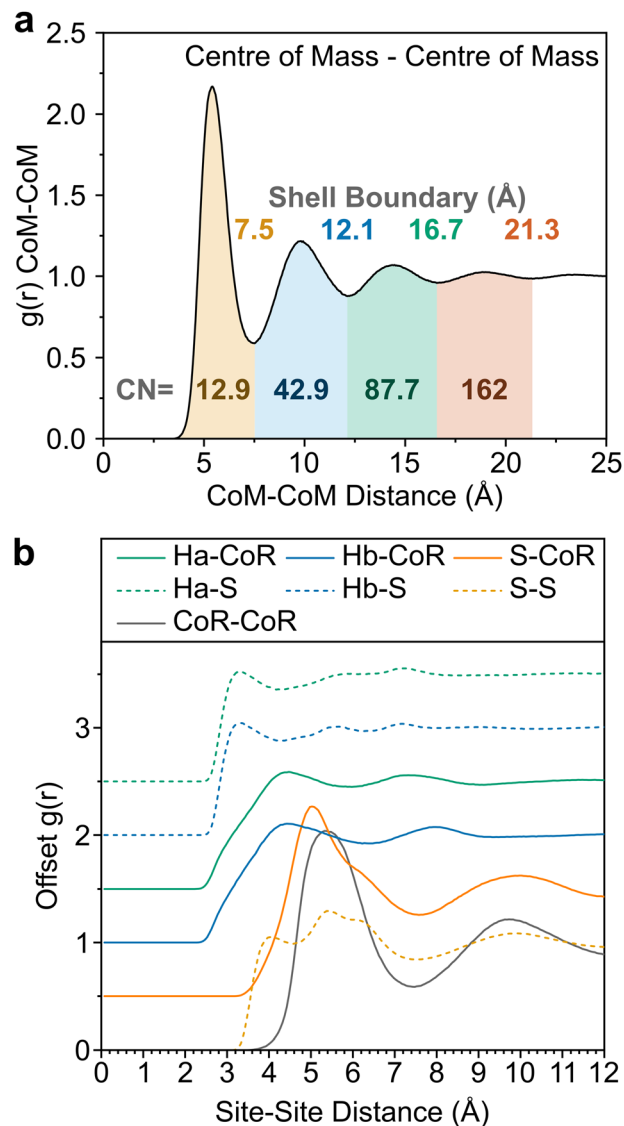 a
Centre of Mass - Centre of Mass
Shell Boundary (Å)
7.5 12.1 16.7 21.3
CN= 12.9 42.9 87.7 162
g(r) CoM-CoM
2.5
2.0
1.5
1.0
0.5
0.0
0 5 10 15 20 25
CoM-CoM Distance (Å)
b
Ha-CoR Hb-CoR S-CoR
Ha-S Hb-S S-S
CoR-CoR
Offset g(r)
3
2
1
0
0 1 2 3 4 5 6 7 8 9 10 11 12
Site-Site Distance (Å)